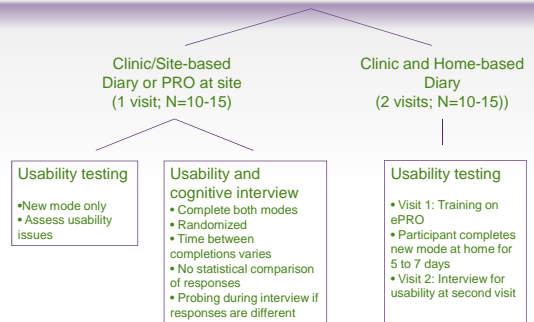 Clinic/Site-based
Diary or PRO at site
(1 visit; N=10-15)
Clinic and Home-based
Diary
(2 visits; N=10-15))
Usability testing
•New mode only
• Assess usability
issues
Usability and
cognitive interview
• Complete both modes
• Randomized
• Time between
completions varies
• No statistical comparison
of responses
• Probing during interview if
responses are different
Usability testing
• Visit 1: Training on
ePRO
• Participant completes
new mode at home for
5 to 7 days
• Visit 2: Interview for
usability at second visit